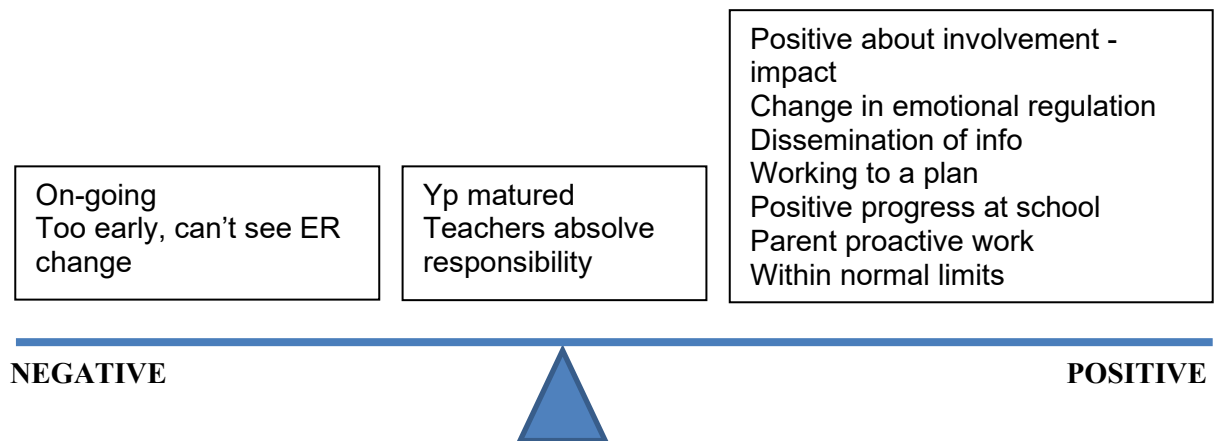 On-going
Too early, can’t see ER
change
Yp matured
Teachers absolve
responsibility
Positive about involvement -
impact
Change in emotional regulation
Dissemination of info
Working to a plan
Positive progress at school
Parent proactive work
Within normal limits
NEGATIVE
POSITIVE